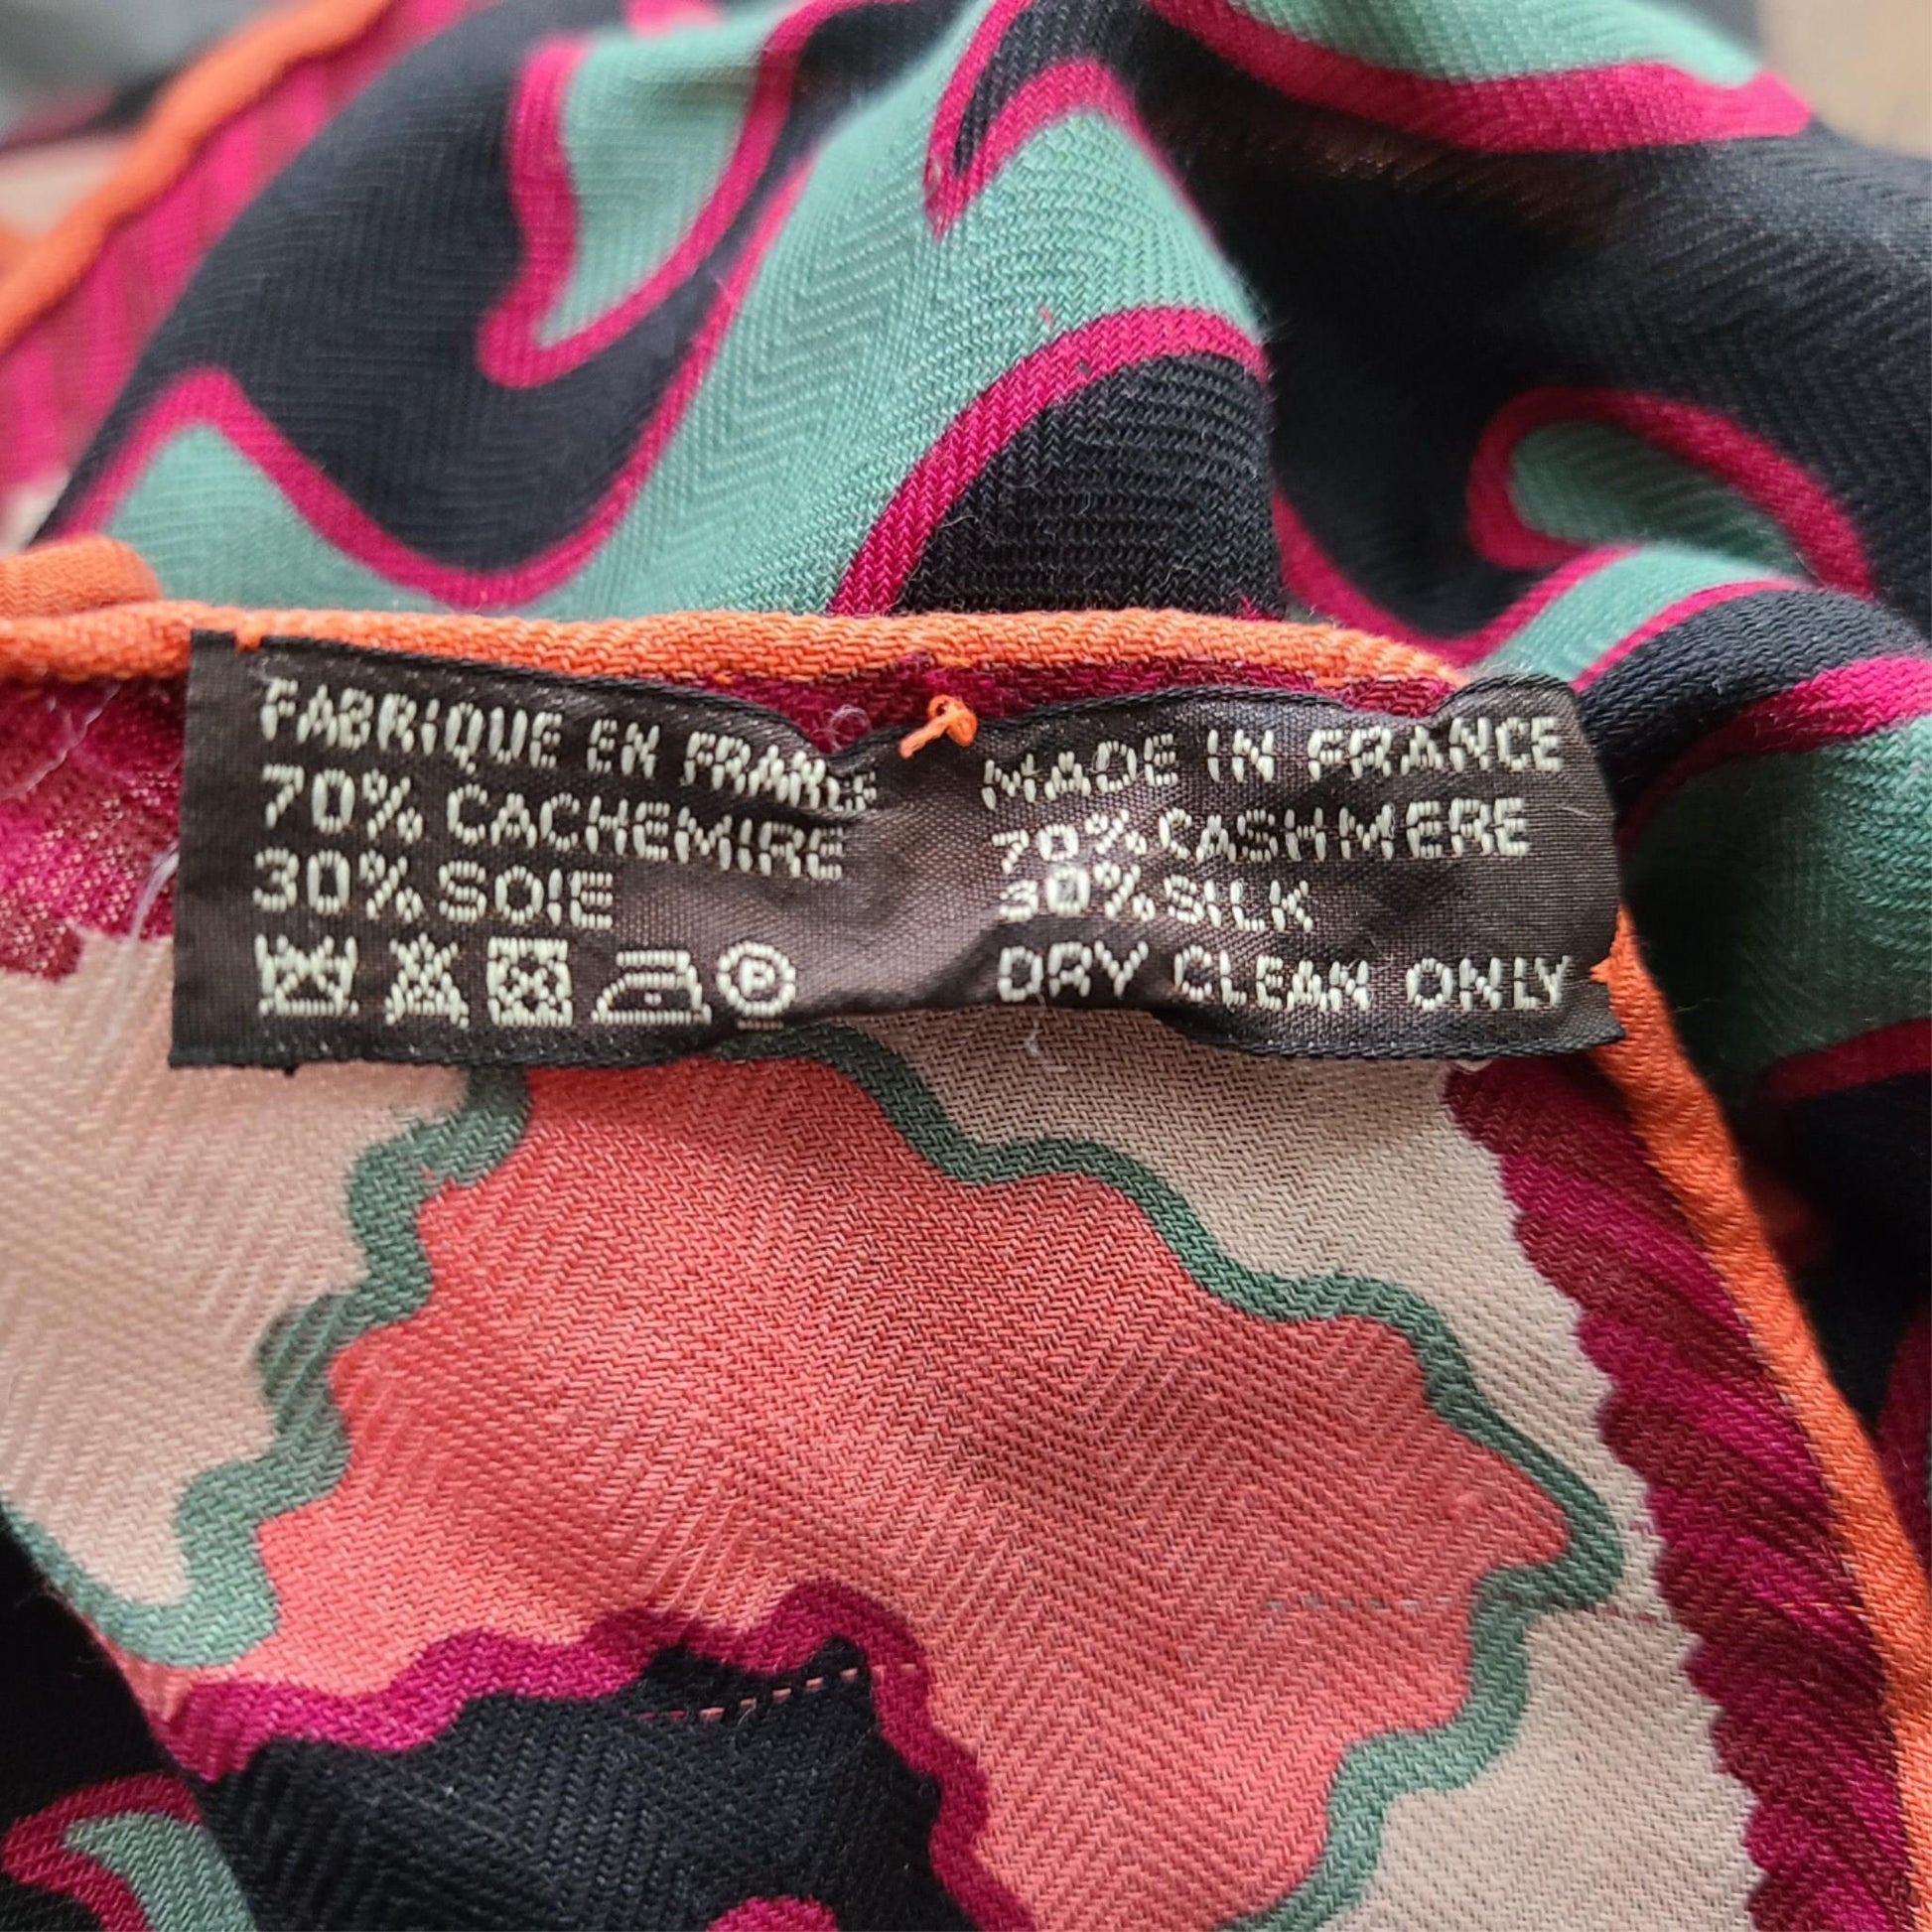 FABRIQUE EN FRANCE
70% CACHEMIRE
30% SOIE
P
MADE IN FRANCE
70% CASHMERE
30% SILK
DRY CLEAN ONLY